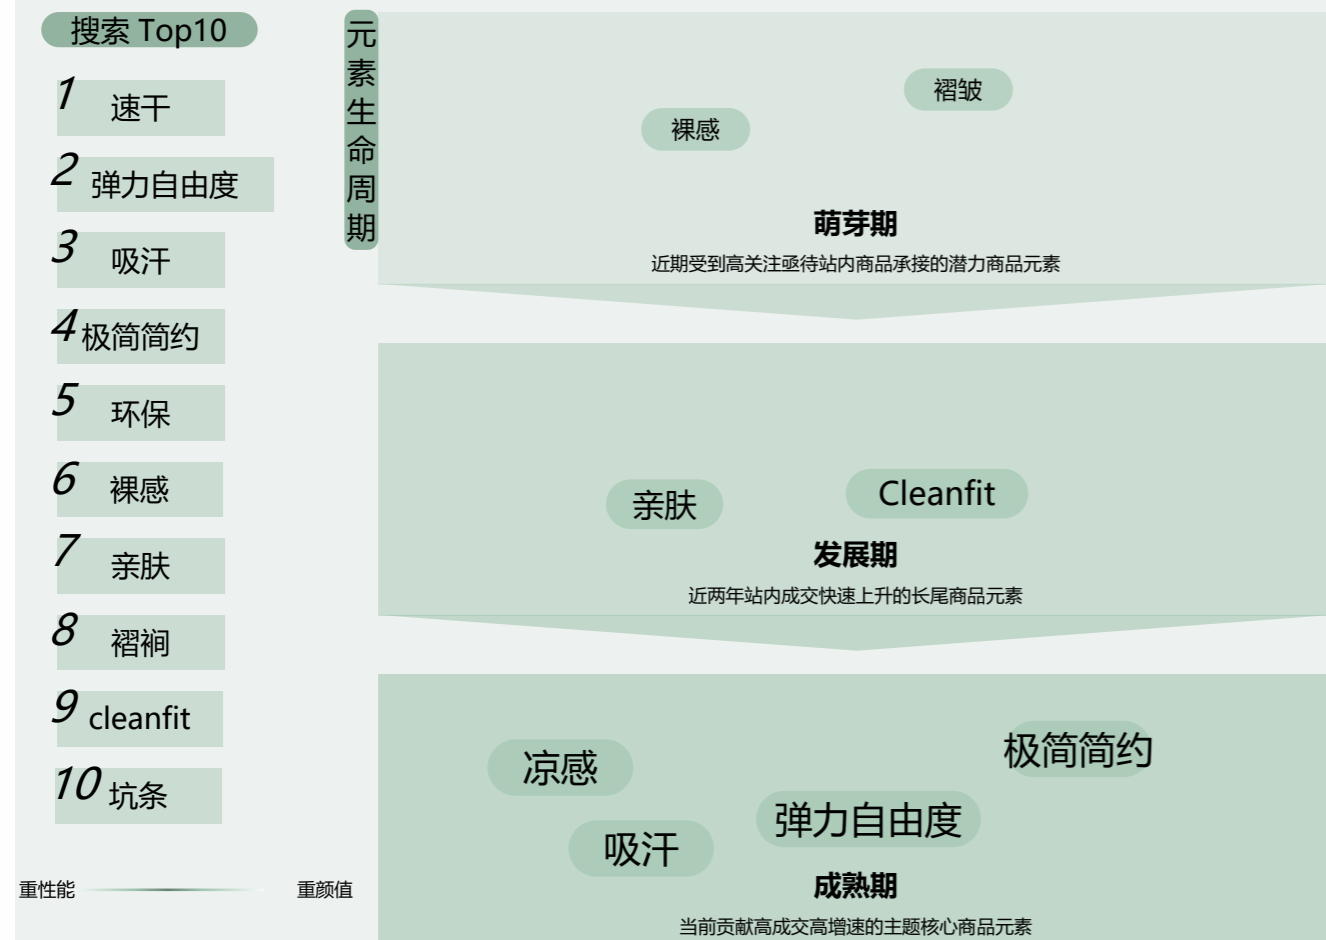 搜索 Top10
1 速干
2 弹力自由度
3 吸汗
4 极简简约
5 环保
6 裸感
7 亲肤
8 褶裥
9 cleanfit
10 坑条
重性能
重颜值
元素生命周期
褶皱
裸感
萌芽期
近期受到高关注亟待站内商品承接的潜力商品元素
亲肤
Cleanfit
发展期
近两年站内成交快速上升的长尾商品元素
极简简约
凉感
弹力自由度
吸汗
成熟期
当前贡献高成交高增速的主题核心商品元素